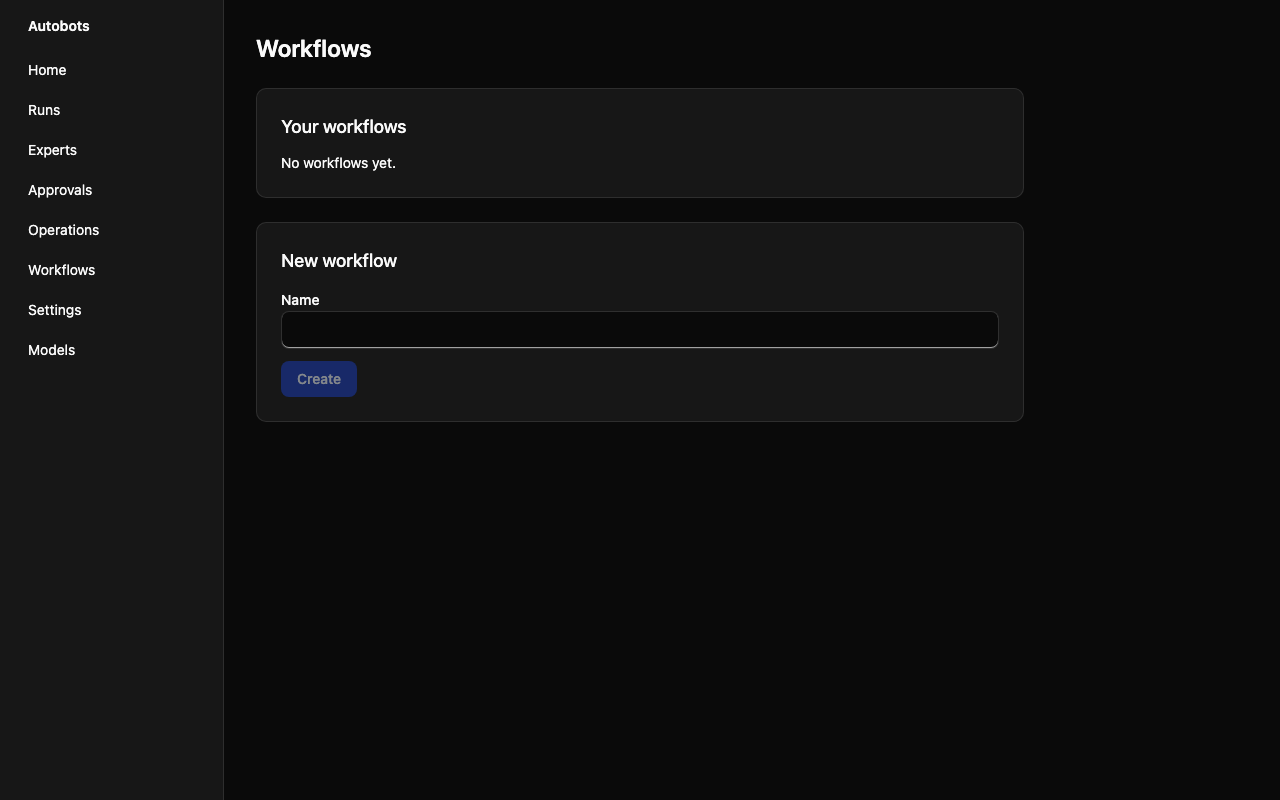 Autobots
Home
Runs
Experts
Approvals
Operations
Workflows
Settings
Models
Workflows
Your workflows
No workflows yet.
New workflow
Name
Create